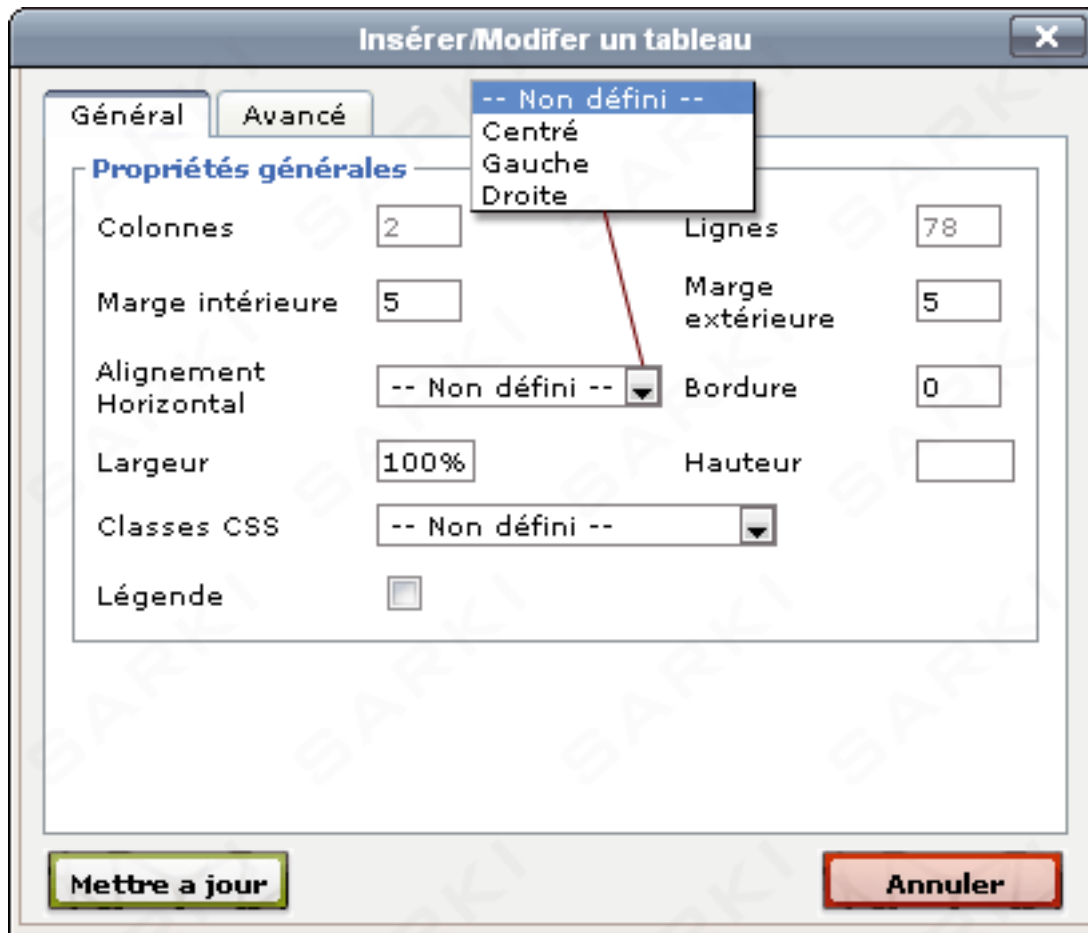 Insérer/Modifer un tableau
Général Avancé
-- Non défini --
Centré
Gauche
Droite
Propriétés générales
Colonnes 2 Lignes 78
Marge intérieure 5 Marge extérieure 5
Alignement Horizontal -- Non défini -- Bordure 0
Largeur 100% Hauteur
Classes CSS -- Non défini --
Légende
Mettre a jour Annuler
SARKI